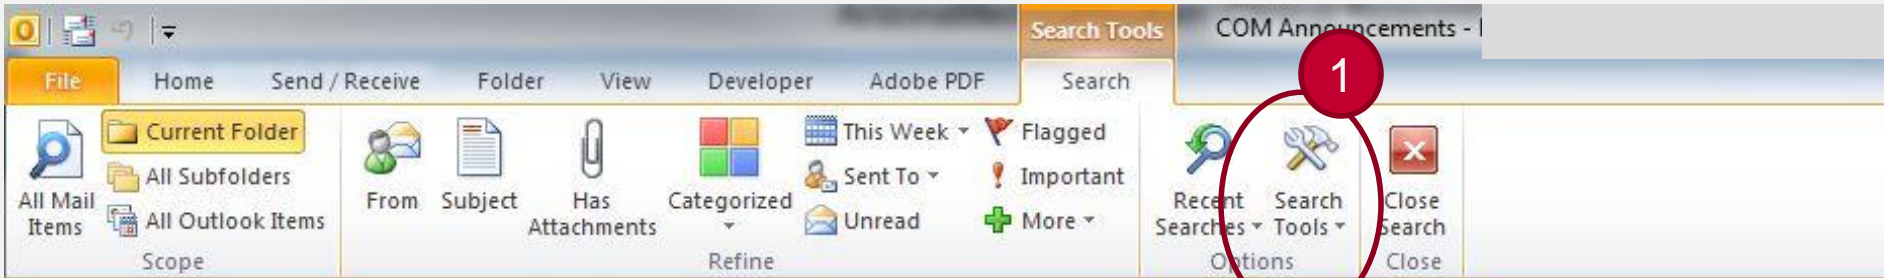 Search Tools
COM Announcements -
File Home Send / Receive Folder View Developer Adobe PDF Search
1
All Mail Items
Current Folder
All Subfolders
All Outlook Items
Scope
From
Subject
Has Attachments
Categorized
This Week
Sent To
Unread
Flagged
Important
More
Refine
Recent Searches
Search Tools
Options
Close Search
Close